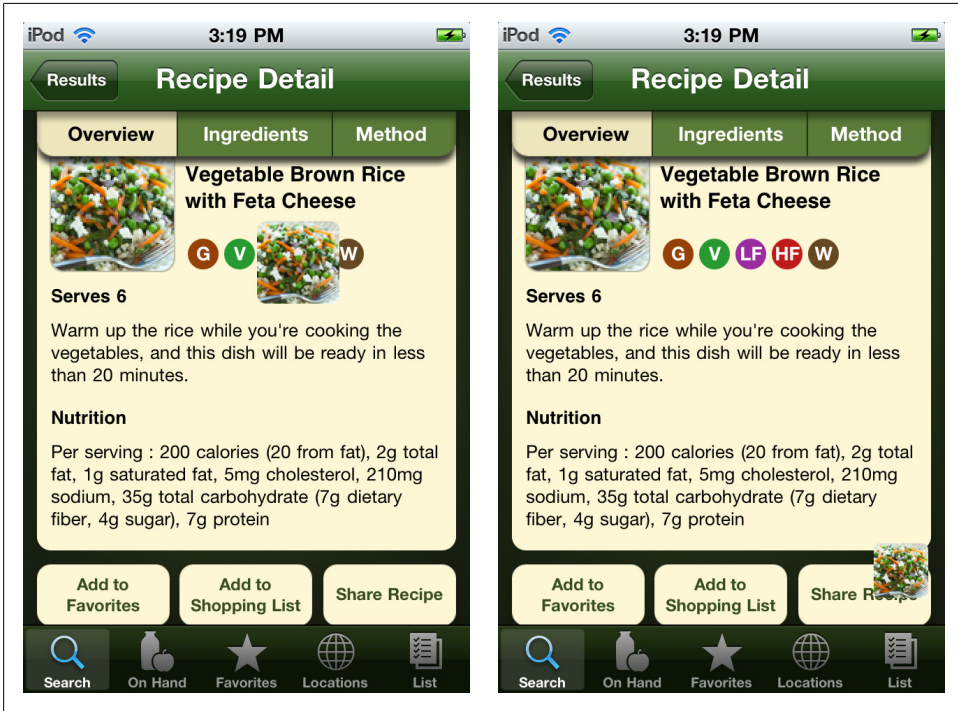 iPod 3:19 PM
Results Recipe Detail
Overview Ingredients Method
Vegetable Brown Rice
with Feta Cheese
G V W
Serves 6
Warm up the rice while you're cooking the
vegetables, and this dish will be ready in less
than 20 minutes.
Nutrition
Per serving : 200 calories (20 from fat), 2g total
fat, 1g saturated fat, 5mg cholesterol, 210mg
sodium, 35g total carbohydrate (7g dietary
fiber, 4g sugar), 7g protein
Add to
Favorites
Add to
Shopping List
Share Recipe
Search On Hand Favorites Locations List
iPod 3:19 PM
Results Recipe Detail
Overview Ingredients Method
Vegetable Brown Rice
with Feta Cheese
G V LF HF W
Serves 6
Warm up the rice while you're cooking the
vegetables, and this dish will be ready in less
than 20 minutes.
Nutrition
Per serving : 200 calories (20 from fat), 2g total
fat, 1g saturated fat, 5mg cholesterol, 210mg
sodium, 35g total carbohydrate (7g dietary
fiber, 4g sugar), 7g protein
Add to
Favorites
Add to
Shopping List
Share Recipe
Search On Hand Favorites Locations List